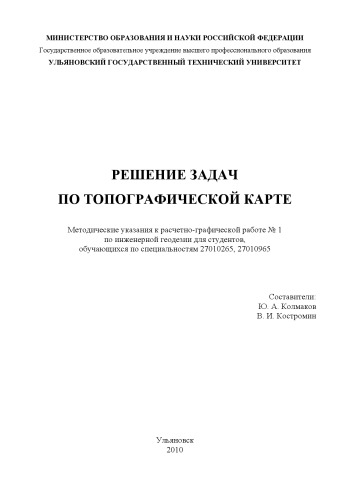 МИНИСТЕРСТВО ОБРАЗОВАНИЯ И НАУКИ РОССИЙСКОЙ ФЕДЕРАЦИИ
Государственное образовательное учреждение высшего профессионального образования
УЛЬЯНОВСКИЙ ГОСУДАРСТВЕННЫЙ ТЕХНИЧЕСКИЙ УНИВЕРСИТЕТ
РЕШЕНИЕ ЗАДАЧ
ПО ТОПОГРАФИЧЕСКОЙ КАРТЕ
Методические указания к расчетно-графической работе № 1
по инженерной геодезии для студентов,
обучающихся по специальностям 27010265, 27010965
Составители:
Ю. А. Колмаков
В. И. Костромин
Ульяновск
2010